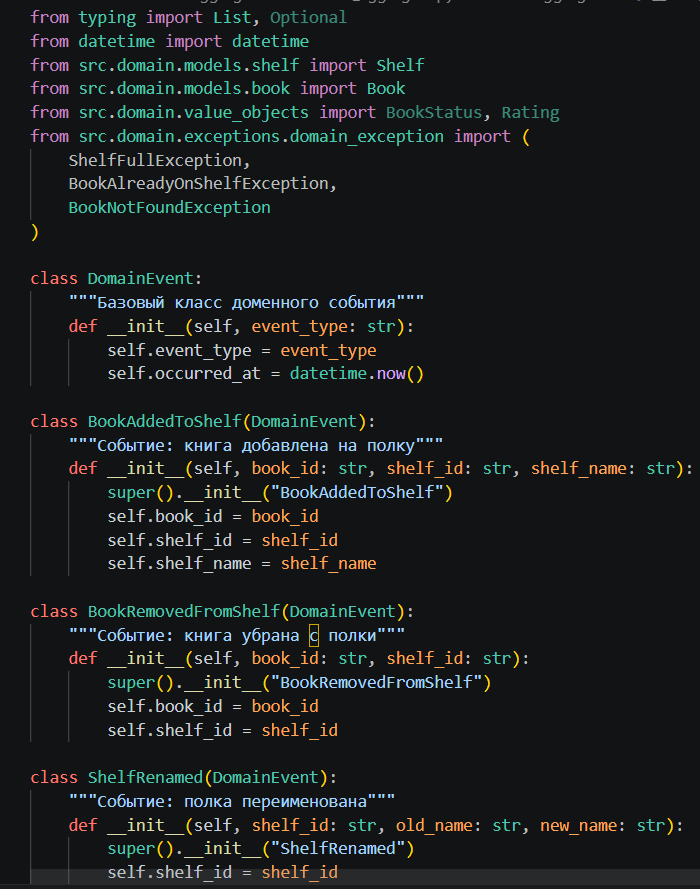 from typing import List, Optional
from datetime import datetime
from src.domain.models.shelf import Shelf
from src.domain.models.book import Book
from src.domain.value_objects import BookStatus, Rating
from src.domain.exceptions.domain_exception import (
    ShelfFullException,
    BookAlreadyOnShelfException,
    BookNotFoundException
)

class DomainEvent:
    """Базовый класс доменного события"""
    def __init__(self, event_type: str):
        self.event_type = event_type
        self.occurred_at = datetime.now()

class BookAddedToShelf(DomainEvent):
    """Событие: книга добавлена на полку"""
    def __init__(self, book_id: str, shelf_id: str, shelf_name: str):
        super().__init__("BookAddedToShelf")
        self.book_id = book_id
        self.shelf_id = shelf_id
        self.shelf_name = shelf_name

class BookRemovedFromShelf(DomainEvent):
    """Событие: книга убрана с полки"""
    def __init__(self, book_id: str, shelf_id: str):
        super().__init__("BookRemovedFromShelf")
        self.book_id = book_id
        self.shelf_id = shelf_id

class ShelfRenamed(DomainEvent):
    """Событие: полка переименована"""
    def __init__(self, shelf_id: str, old_name: str, new_name: str):
        super().__init__("ShelfRenamed")
        self.shelf_id = shelf_id